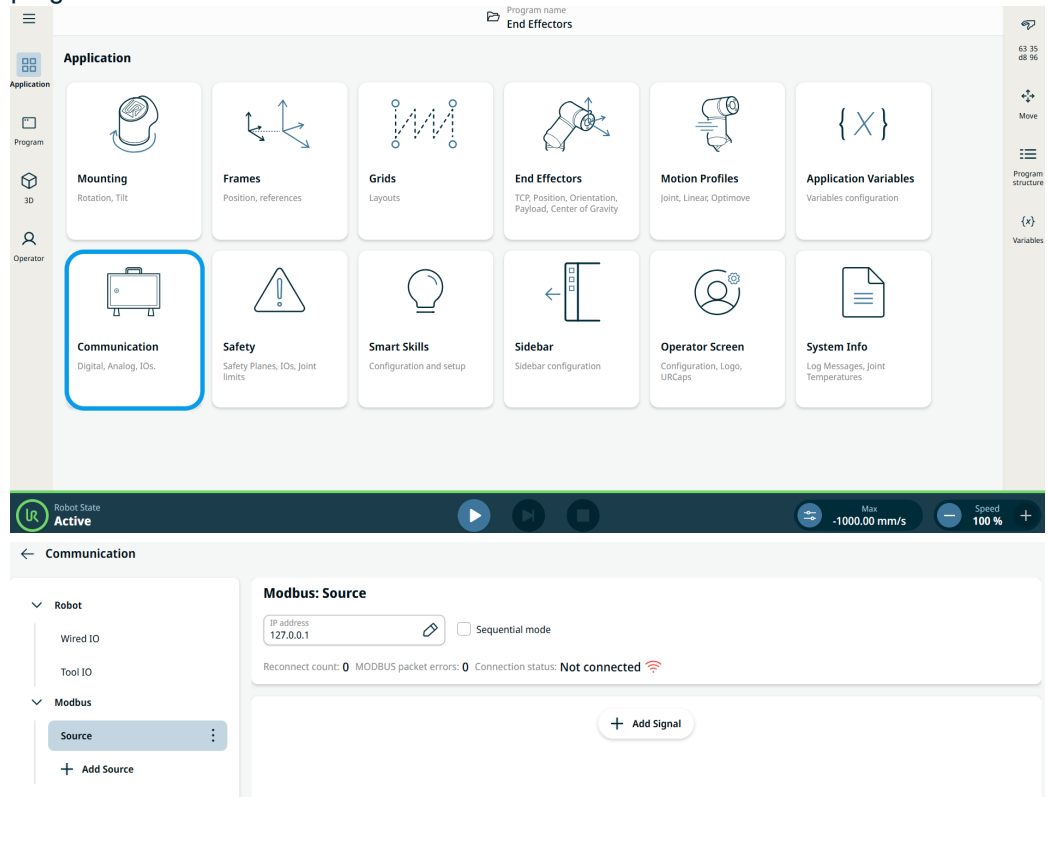 Program name
End Effectors
63 35
d8 96
Application
Application
Program
3D
Operator
Move
Program
structure
{x}
Variables
Mounting
Rotation, Tilt
Frames
Position, references
Grids
Layouts
End Effectors
TCP, Position, Orientation,
Payload, Center of Gravity
Motion Profiles
Joint, Linear, Optimove
{X}
Application Variables
Variables configuration
Communication
Digital, Analog, IOs.
Safety
Safety Planes, IOs, Joint
limits
Smart Skills
Configuration and setup
Sidebar
Sidebar configuration
Operator Screen
Configuration, Logo,
URCaps
System Info
Log Messages, Joint
Temperatures
Robot State
Active
Max
-1000.00 mm/s
Speed
100 %
Communication
Robot
Wired IO
Tool IO
Modbus
Source
Add Source
Modbus: Source
IP address
127.0.0.1
Sequential mode
Reconnect count: 0 MODBUS packet errors: 0 Connection status: Not connected
Add Signal